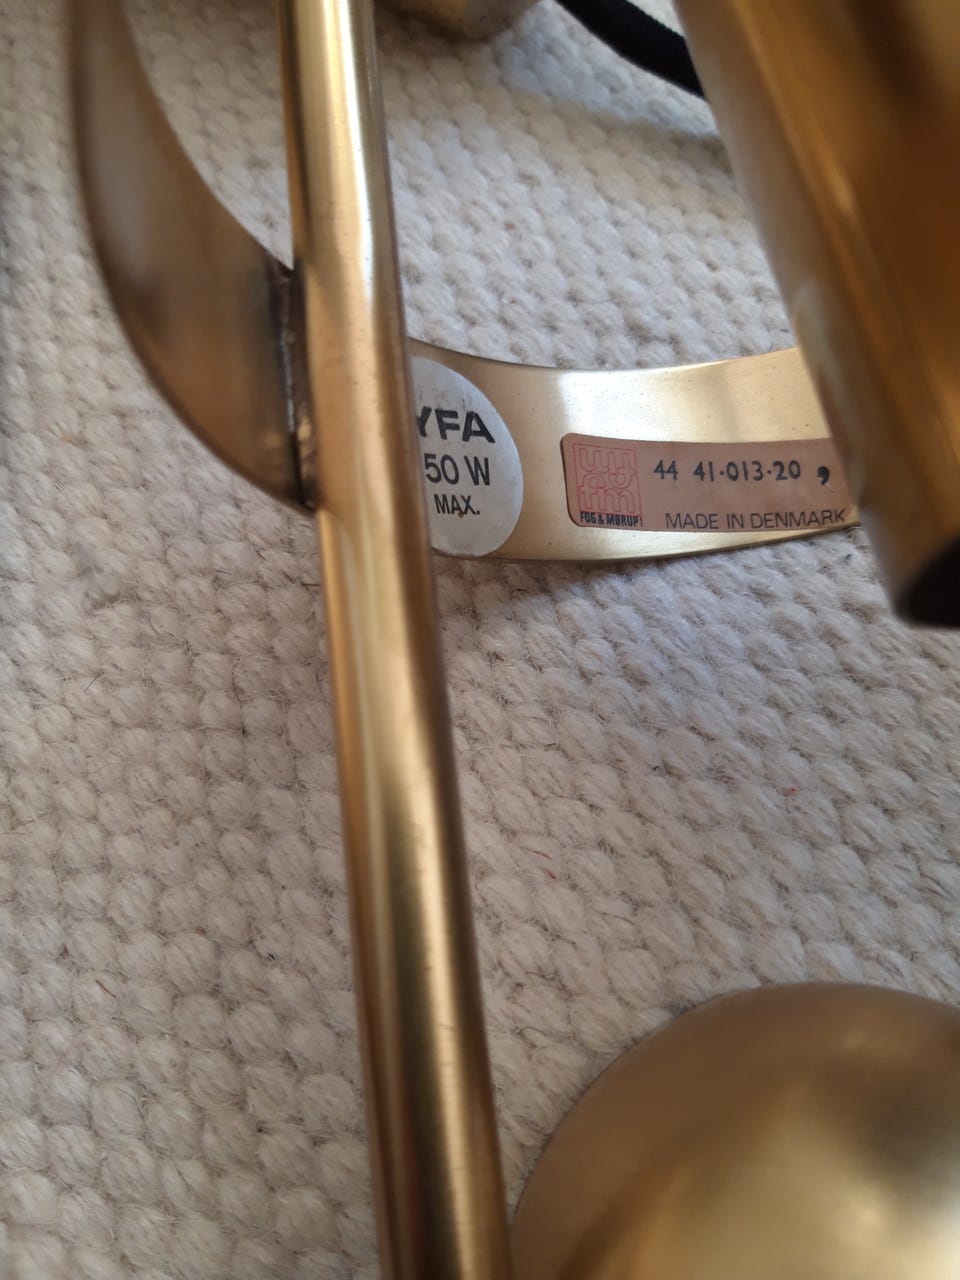 YFA
50 W
MAX.
44 41-013-20 ,
FOG & MØRUP
MADE IN DENMARK